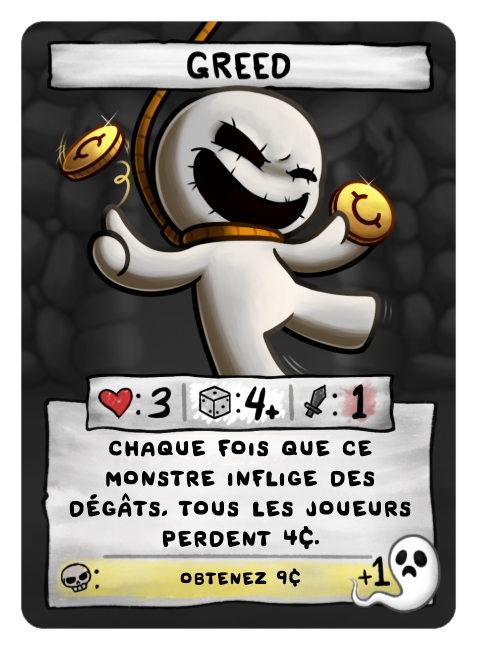 GREED
:3 :4+ :1
CHAQUE FOIS QUE CE
MONSTRE INFLIGE DES
DÉGÂTS, TOUS LES JOUEURS
PERDENT 4¢.
: OBTENEZ 9¢ +1